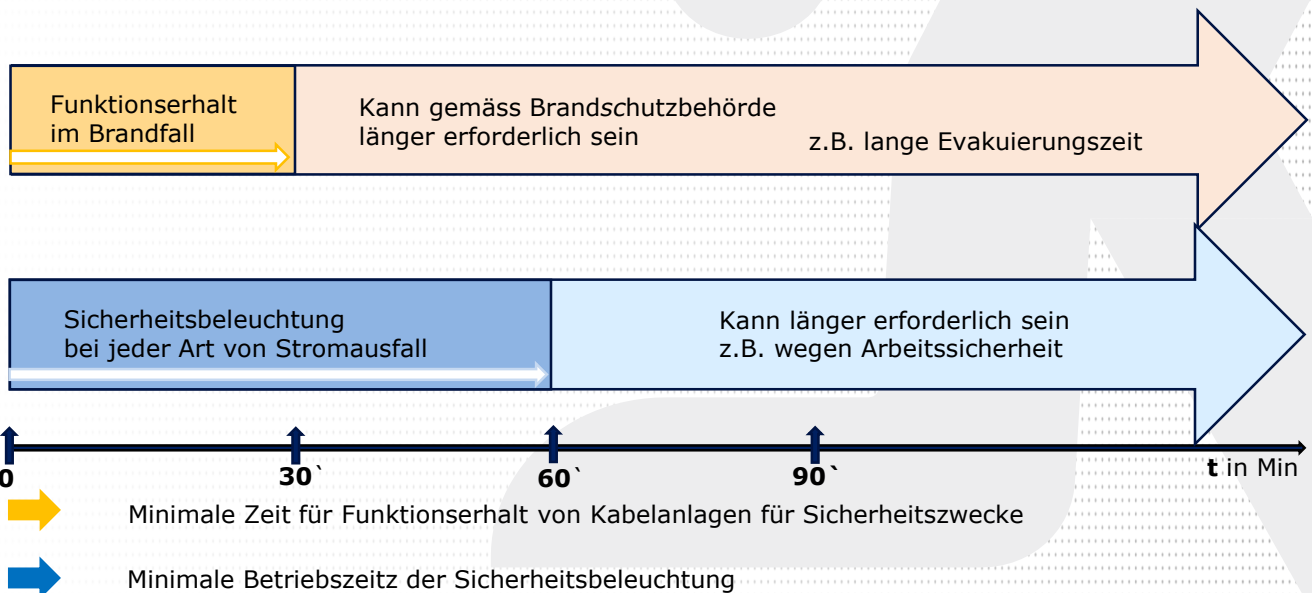 Funktionserhalt
im Brandfall
Kann gemäss Brandschutzbehörde
länger erforderlich sein
z.B. lange Evakuierungszeit
Sicherheitsbeleuchtung
bei jeder Art von Stromausfall
Kann länger erforderlich sein
z.B. wegen Arbeitssicherheit
0 30` 60` 90` t in Min
Minimale Zeit für Funktionserhalt von Kabelanlagen für Sicherheitszwecke
Minimale Betriebszeitz der Sicherheitsbeleuchtung